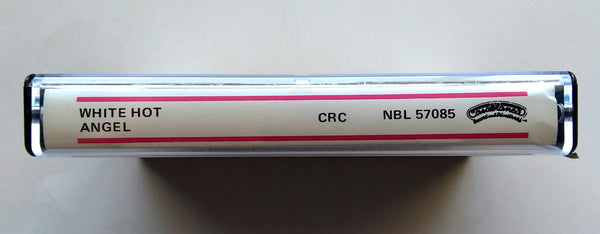 WHITE HOT
ANGEL
CRC
NBL 57085
Casablanca